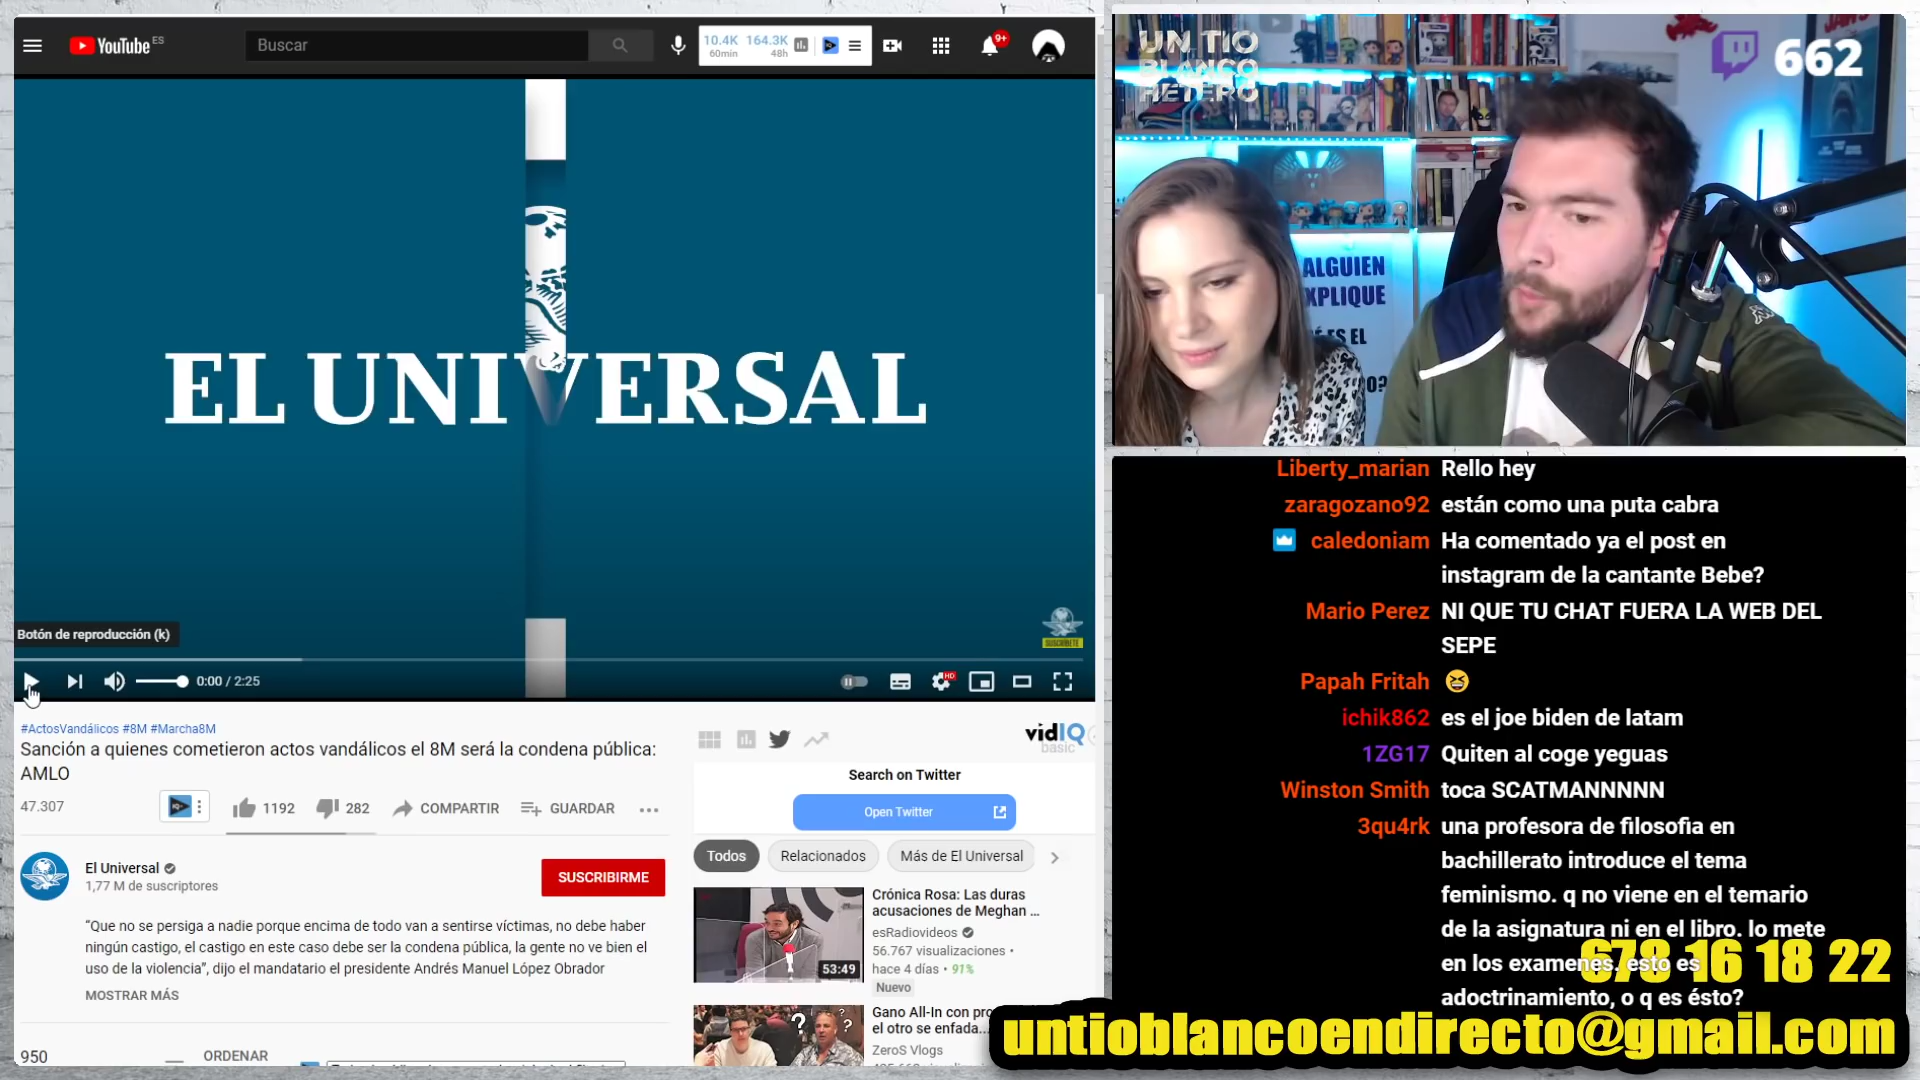 YouTube ES
Buscar
10.4K 164.3K
60min 48h
9+
EL UNIVERSAL
SUSCRÍBETE
Botón de reproducción (k)
0:00 / 2:25
HD
#ActosVandálicos #8M #Marcha8M
Sanción a quienes cometieron actos vandálicos el 8M será la condena pública:
AMLO
47.307
1192
282
COMPARTIR
GUARDAR
El Universal
1,77 M de suscriptores
SUSCRIBIRME
“Que no se persiga a nadie porque encima de todo van a sentirse víctimas, no debe haber
ningún castigo, el castigo en este caso debe ser la condena pública, la gente no ve bien el
uso de la violencia”, dijo el mandatario el presidente Andrés Manuel López Obrador
MOSTRAR MÁS
950
ORDENAR
vidIQ
basic
Search on Twitter
Open Twitter
Todos
Relacionados
Más de El Universal
Crónica Rosa: Las duras
acusaciones de Meghan ...
esRadiovideos
56.767 visualizaciones •
hace 4 días • 91%
Nuevo
53:49
Gano All-In con pro
el otro se enfada...
ZeroS Vlogs
UN TIO
BLANCO
HETERO
662
ALGUIEN
XPLIQUE
ES EL
O?
Liberty_marian Rello hey
zaragozano92 están como una puta cabra
caledoniam Ha comentado ya el post en
instagram de la cantante Bebe?
Mario Perez NI QUE TU CHAT FUERA LA WEB DEL
SEPE
Papah Fritah
ichik862 es el joe biden de latam
1ZG17 Quiten al coge yeguas
Winston Smith toca SCATMANNNNN
3qu4rk una profesora de filosofia en
bachillerato introduce el tema
feminismo. q no viene en el temario
de la asignatura ni en el libro. lo mete
en los examenes. esto es
adoctrinamiento, o q es ésto?
678 16 18 22
untioblancoendirecto@gmail.com